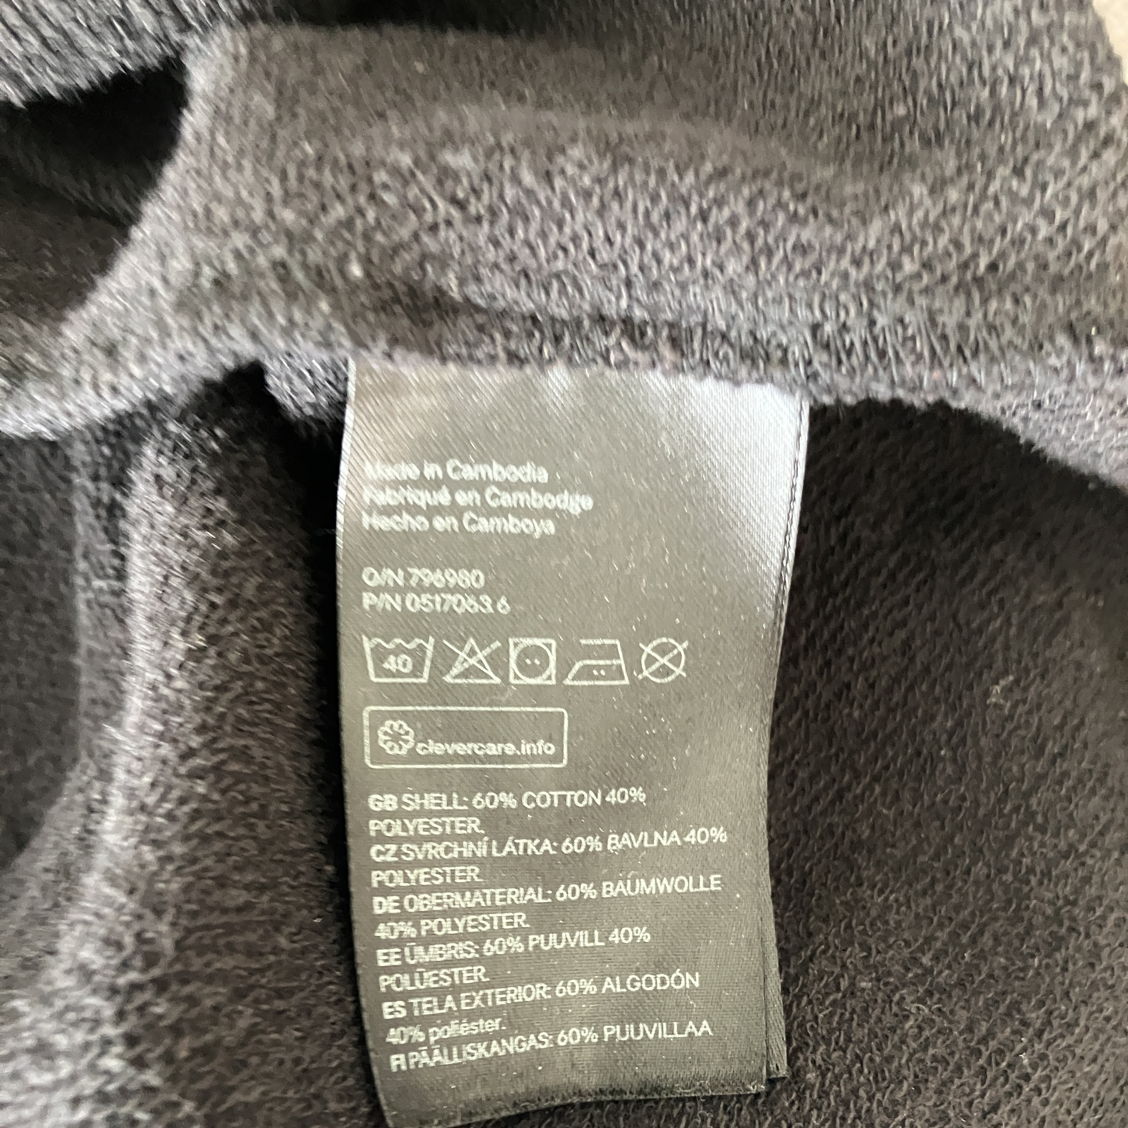 Made in Cambodia
Fabriqué en Cambodge
Hecho en Camboya
O/N 796980
P/N 0517063.6
40
clevercare.info
GB SHELL: 60% COTTON 40%
POLYESTER.
CZ SVRCHNÍ LÁTKA: 60% BAVLNA 40%
POLYESTER.
DE OBERMATERIAL: 60% BAUMWOLLE
40% POLYESTER.
EE ÜMBRIS: 60% PUUVILL 40%
POLÜESTER.
ES TELA EXTERIOR: 60% ALGODÓN
40% poliéster.
FI PÄÄLLISKANGAS: 60% PUUVILLAA